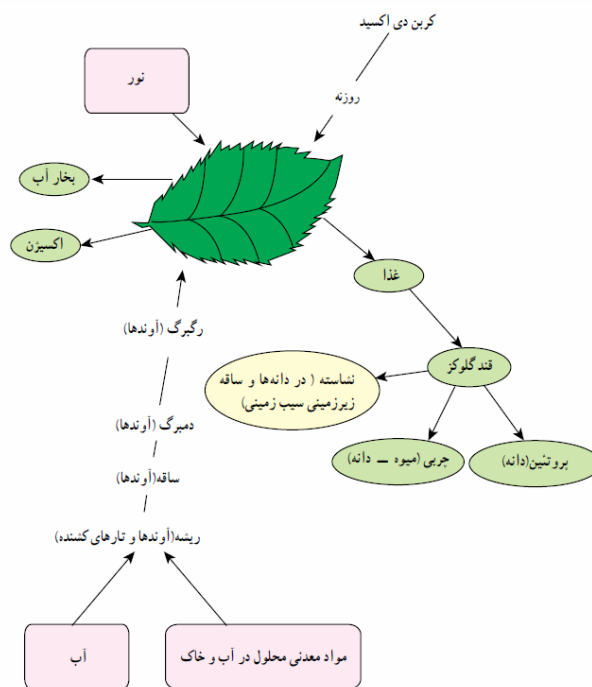 کربن دی اکسید
نور
روزنه
بخار آب
اکسیژن
غذا
رگبرگ (آوندها)
قند گلوکز
نشاسته ( در دانه‌ها و ساقه
زیرزمینی سیب زمینی)
دمبرگ (آوندها)
چربی (میوه ــ دانه)
پروتئین(دانه)
ساقه(آوندها)
ریشه(آوندها و تارهای کشنده)
آب
مواد معدنی محلول در آب و خاک